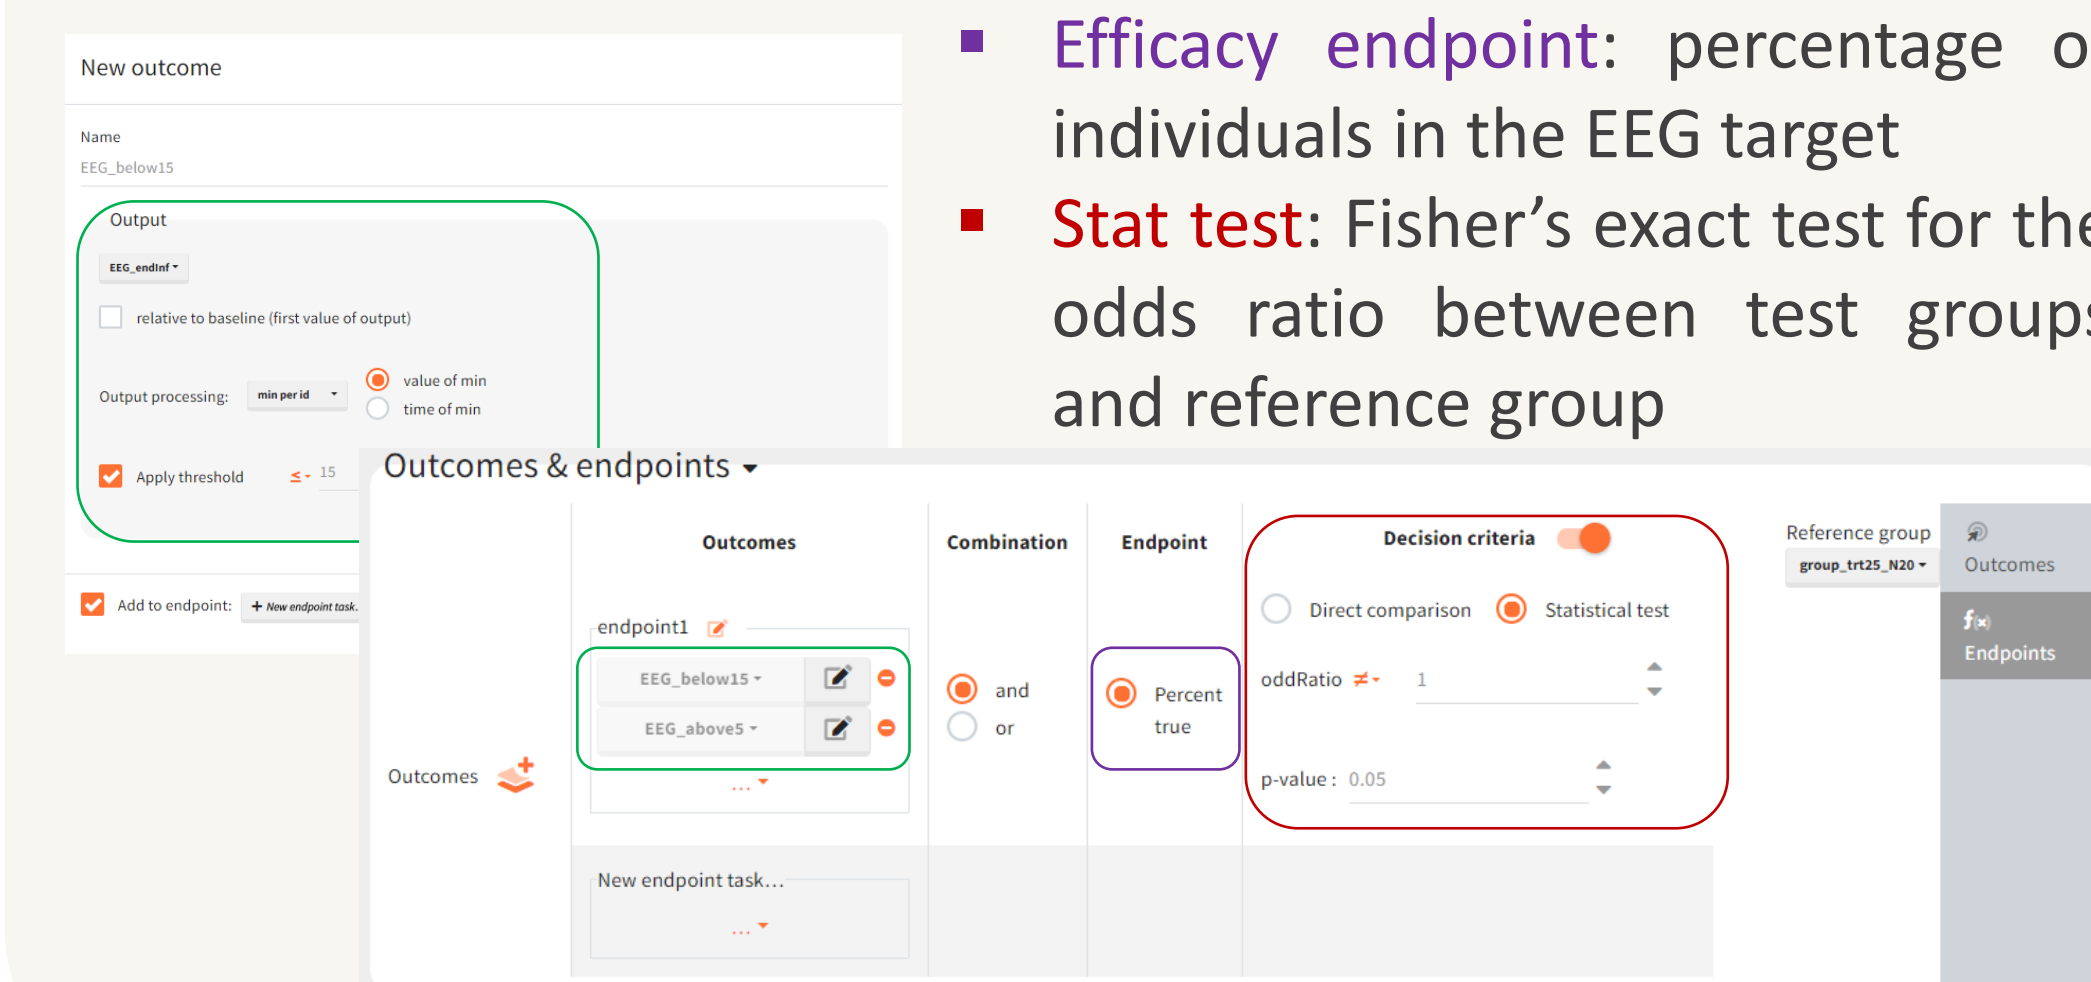 New outcome
Name
EEG_below15
Output
EEG_endInf
relative to baseline (first value of output)
Output processing: min per id value of min
time of min
Apply threshold ≤ 15
Add to endpoint: + New endpoint task.
Efficacy endpoint: percentage o
individuals in the EEG target
Stat test: Fisher's exact test for the
odds ratio between test groups
and reference group
Outcomes & endpoints
Outcomes Combination Endpoint Decision criteria
Reference group
group_trt25_N20
Outcomes
f(x)
Endpoints
endpoint1
EEG_below15
EEG_above5
...
and
or
Percent
true
Direct comparison Statistical test
oddRatio ≠ 1
p-value : 0.05
Outcomes
New endpoint task...
...